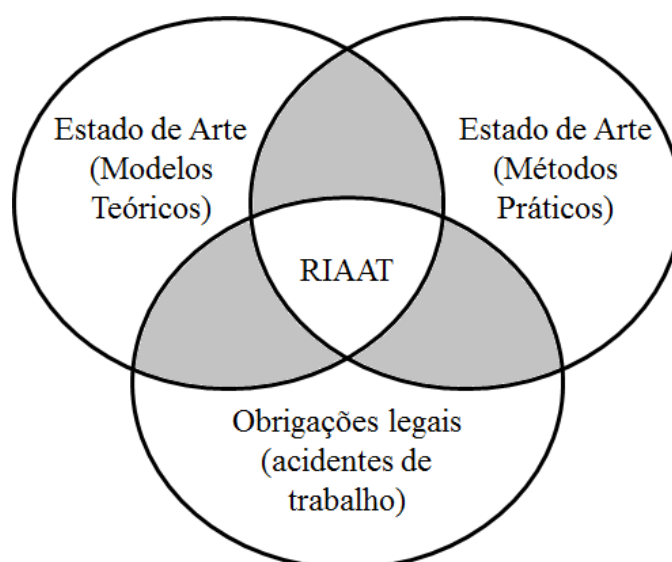 Estado de Arte
(Modelos
Teóricos)
Estado de Arte
(Métodos
Práticos)
RIAAT
Obrigações legais
(acidentes de
trabalho)